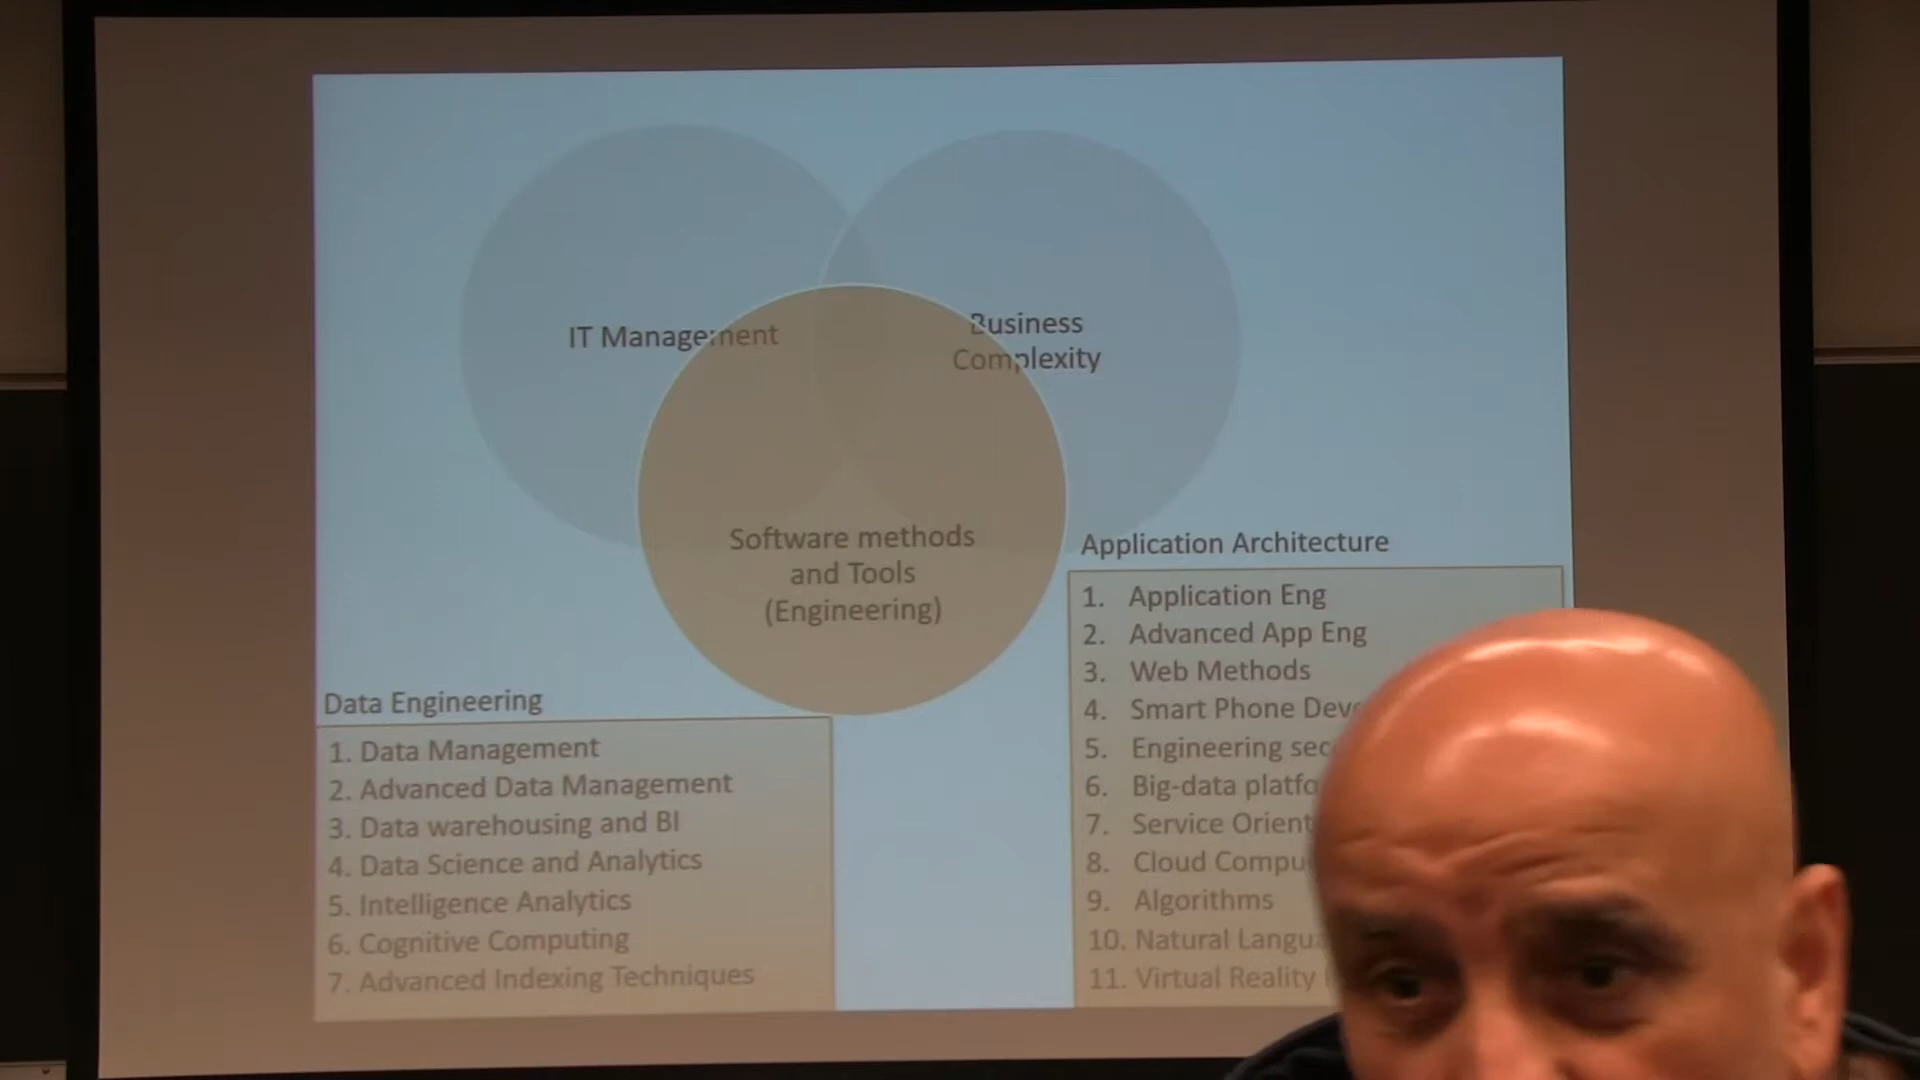 IT Management
Business
Complexity
Software methods
and Tools
(Engineering)
Application Architecture
1. Application Eng
2. Advanced App Eng
3. Web Methods
4. Smart Phone
5. Engineering
6. Big-data
7. Service
8. Cloud
9. Algorithms
10. Natural
11. Virtual Reality
Data Engineering
1. Data Management
2. Advanced Data Management
3. Data warehousing and BI
4. Data Science and Analytics
5. Intelligence Analytics
6. Cognitive Computing
7. Advanced Indexing Techniques